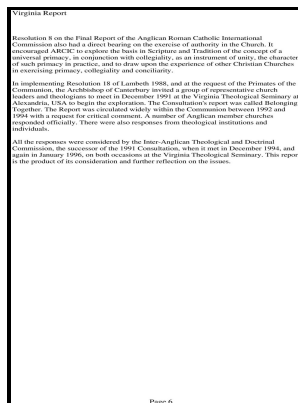 Virginia Report
Resolution 8 on the Final Report of the Anglican Roman Catholic International
Commission also had a direct bearing on the exercise of authority in the Church. It
encouraged ARCIC to explore the basis in Scripture and Tradition of the concept of a
universal primacy, in conjunction with collegiality, as an instrument of unity, the character
of such primacy in practice, and to draw upon the experience of other Christian Churches
in exercising primacy, collegiality and conciliarity.
In implementing Resolution 18 of Lambeth 1988, and at the request of the Primates of the
Communion, the Archbishop of Canterbury invited a group of representative church
leaders and theologians to meet in December 1991 at the Virginia Theological Seminary at
Alexandria, USA to begin the exploration. The Consultation's report was called Belonging
Together. The Report was circulated widely within the Communion between 1992 and
1994 with a request for critical comment. A number of Anglican member churches
responded officially. There were also responses from theological institutions and
individuals.
All the responses were considered by the Inter-Anglican Theological and Doctrinal
Commission, the successor of the 1991 Consultation, when it met in December 1994, and
again in January 1996, on both occasions at the Virginia Theological Seminary. This repor
is the product of its consideration and further reflection on the issues.
Page 6